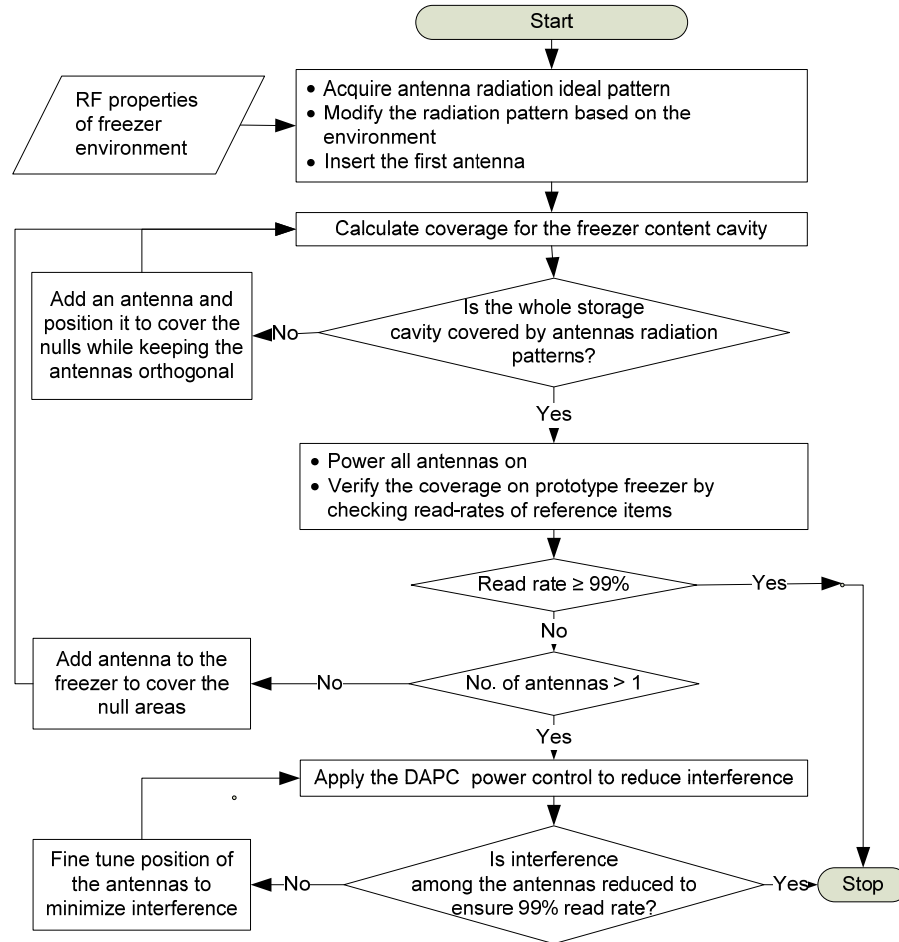 Start
RF properties
of freezer
environment
• Acquire antenna radiation ideal pattern
• Modify the radiation pattern based on the
environment
• Insert the first antenna
Calculate coverage for the freezer content cavity
Add an antenna and
position it to cover the
nulls while keeping the
antennas orthogonal
No
Is the whole storage
cavity covered by antennas radiation
patterns?
Yes
• Power all antennas on
• Verify the coverage on prototype freezer by
checking read-rates of reference items
Read rate ≥ 99%
Yes
No
Add antenna to the
freezer to cover the
null areas
No
No. of antennas > 1
Yes
Apply the DAPC power control to reduce interference
Fine tune position of
the antennas to
minimize interference
No
Is interference
among the antennas reduced to
ensure 99% read rate?
Yes
Stop